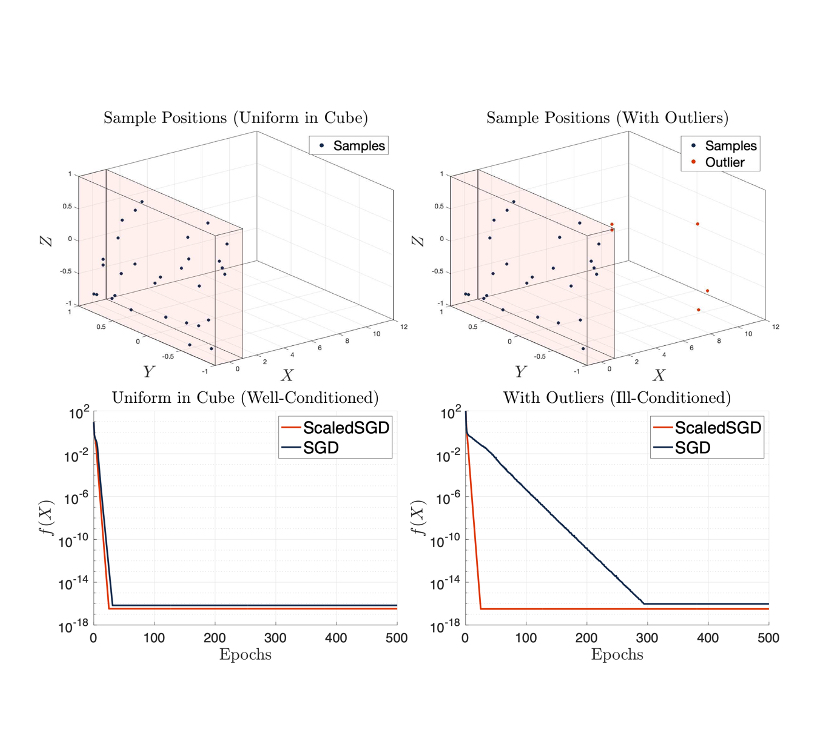 Sample Positions (Uniform in Cube)
Samples
1
0.5
0
-0.5
-1
Z
1
0.5
0
-0.5
-1
Y
0
2
4
6
8
10
12
X
Sample Positions (With Outliers)
Samples
Outlier
1
0.5
0
-0.5
-1
Z
1
0.5
0
-0.5
-1
Y
0
2
4
6
8
10
12
X
Uniform in Cube (Well-Conditioned)
ScaledSGD
SGD
10^2
10^-2
10^-6
10^-10
10^-14
10^-18
f(X)
0 100 200 300 400 500
Epochs
With Outliers (Ill-Conditioned)
ScaledSGD
SGD
10^2
10^-2
10^-6
10^-10
10^-14
10^-18
f(X)
0 100 200 300 400 500
Epochs